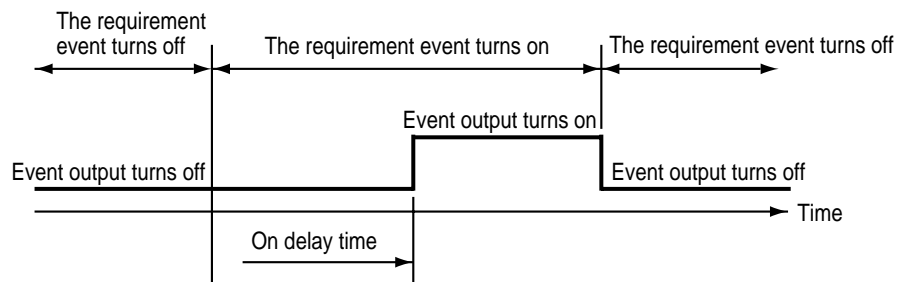 The requirement
event turns off
The requirement event turns on
The requirement event turns off
Event output turns on
Event output turns off
Event output turns off
Time
On delay time